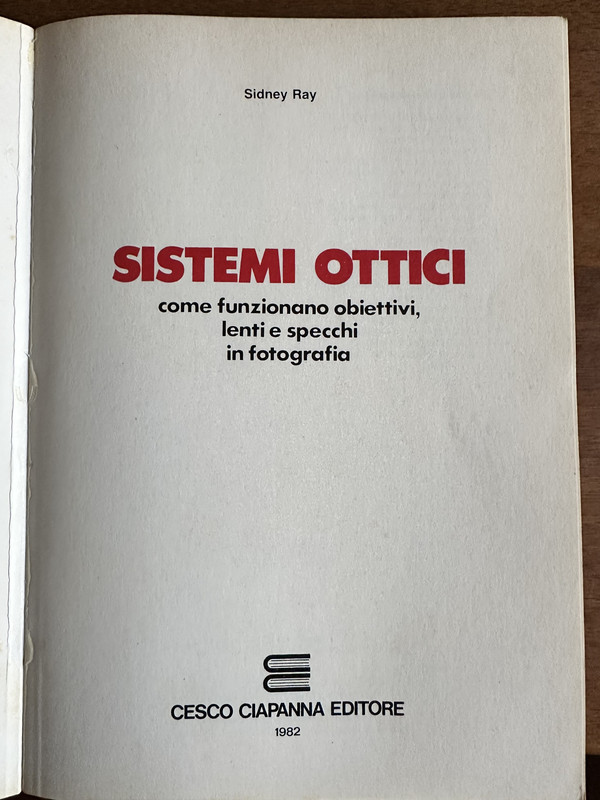 Sidney Ray
SISTEMI OTTICI
come funzionano obiettivi,
lenti e specchi
in fotografia
CESCO CIAPANNA EDITORE
1982